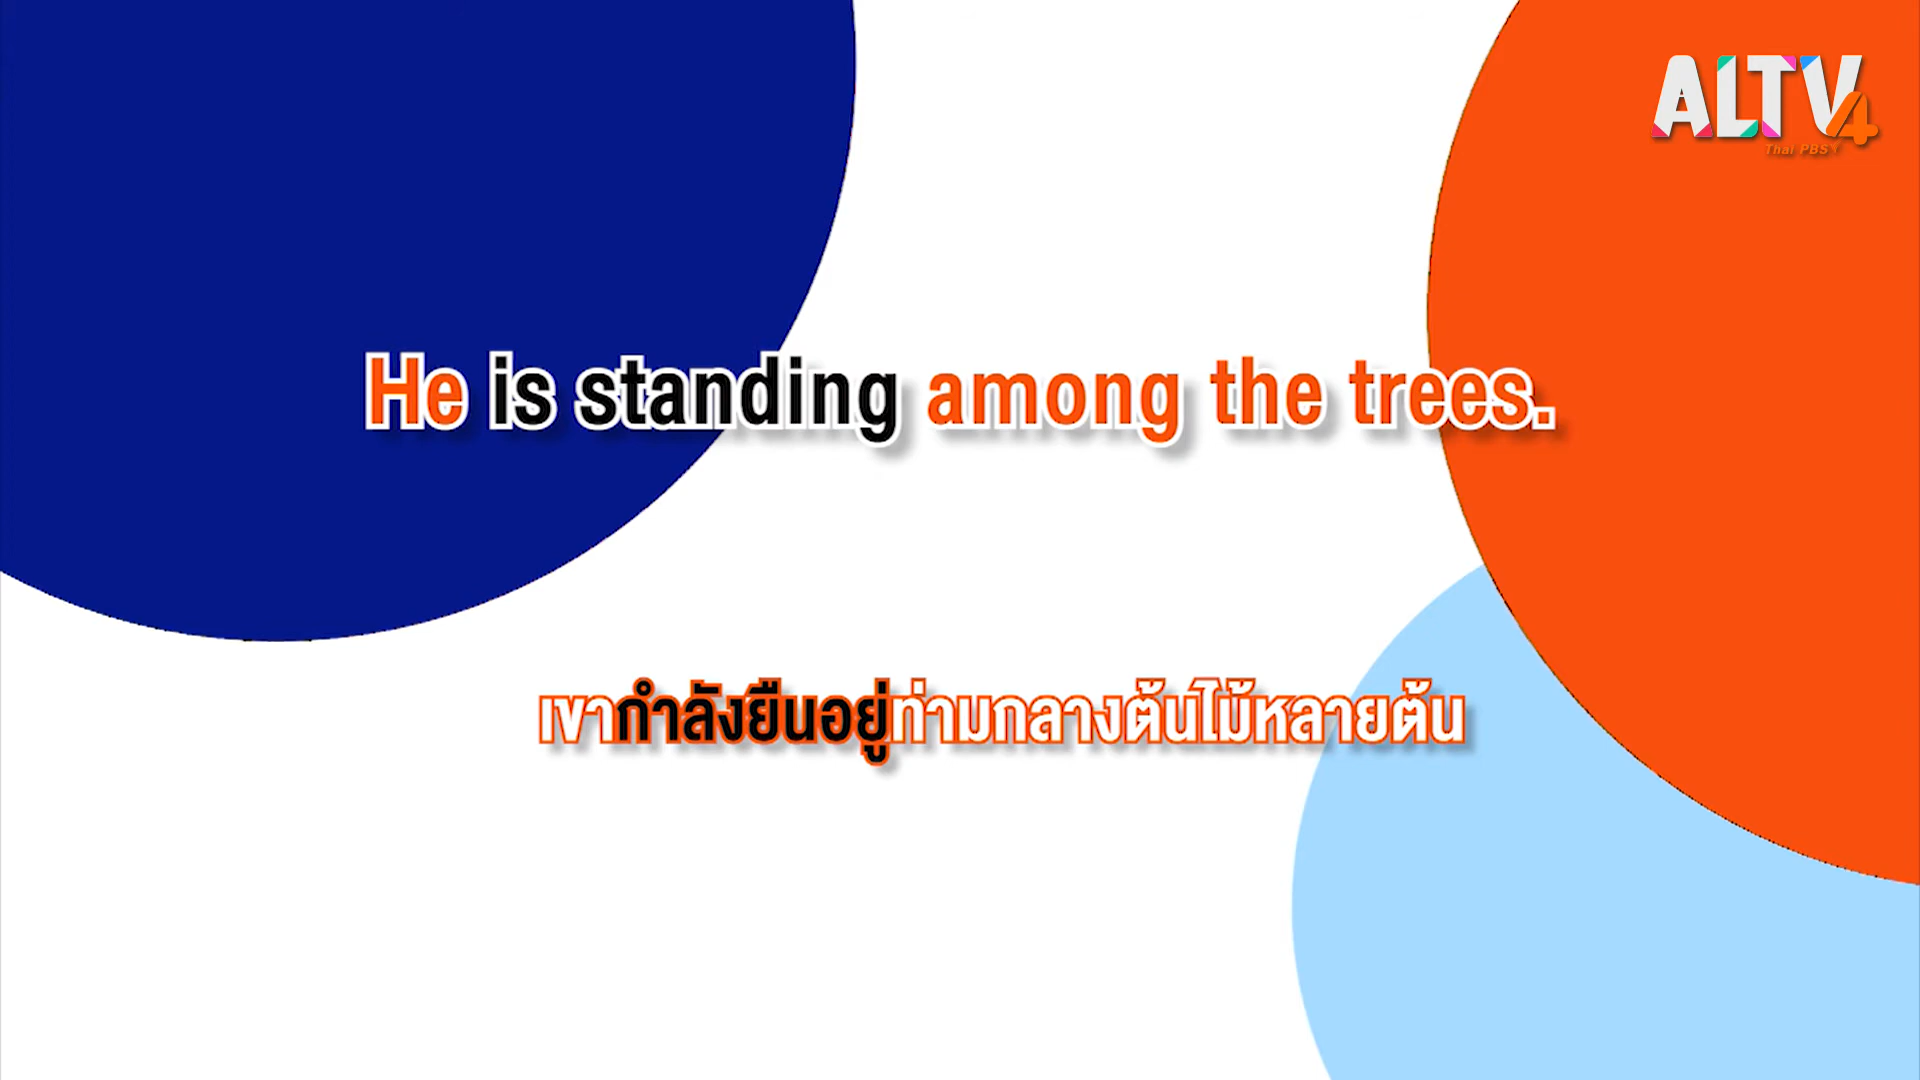 ALTV4
Thai PBS
He is standing among the trees.
เขากำลังยืนอยู่ท่ามกลางต้นไม้หลายต้น